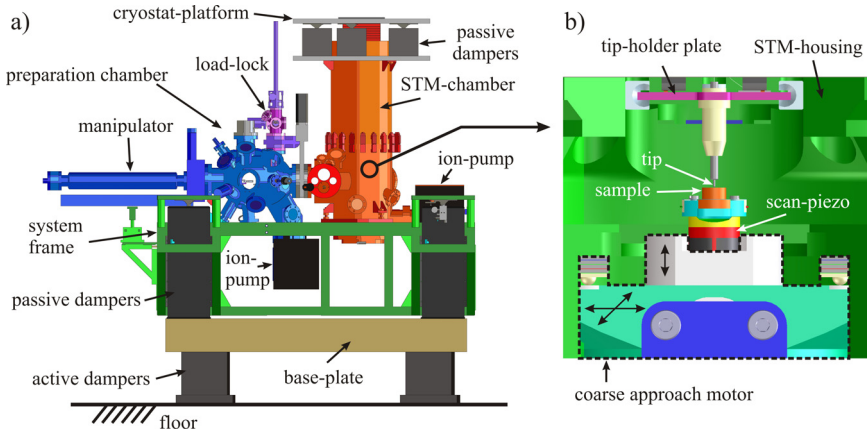 a)
cryostat-platform
passive
dampers
preparation chamber
load-lock
STM-chamber
manipulator
ion-pump
system
frame
ion-
pump
passive dampers
active dampers
base-plate
floor
b)
tip-holder plate
STM-housing
tip
sample
scan-piezo
coarse approach motor